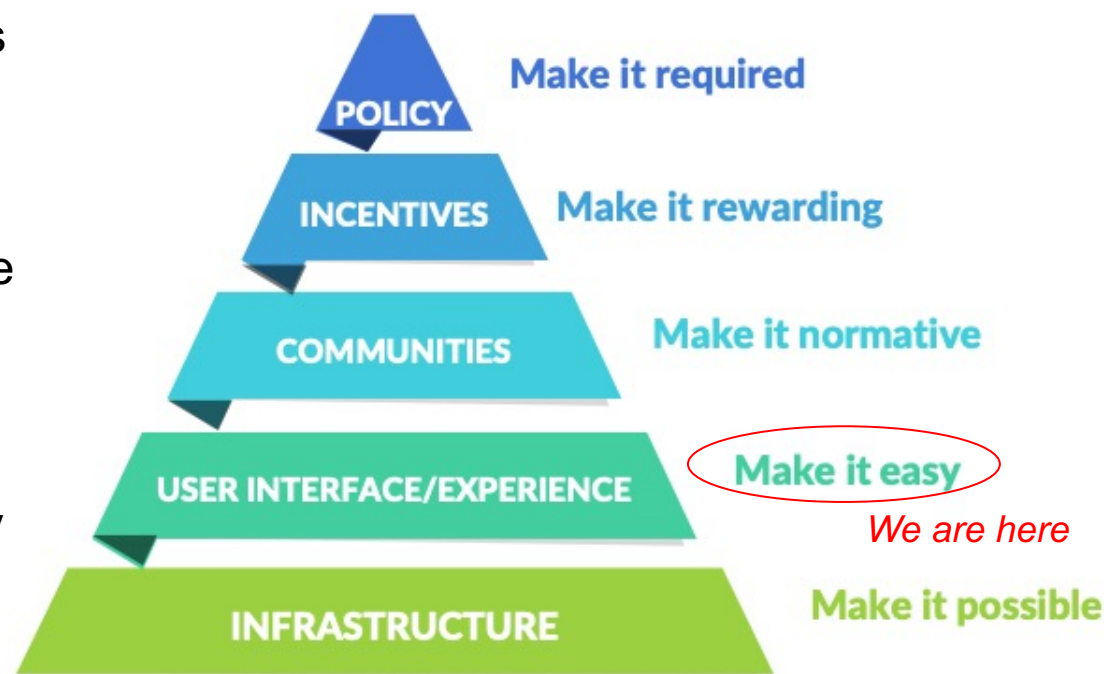 s
POLICY
Make it required
INCENTIVES
Make it rewarding
e
COMMUNITIES
Make it normative
USER INTERFACE/EXPERIENCE
Make it easy
We are here
INFRASTRUCTURE
Make it possible